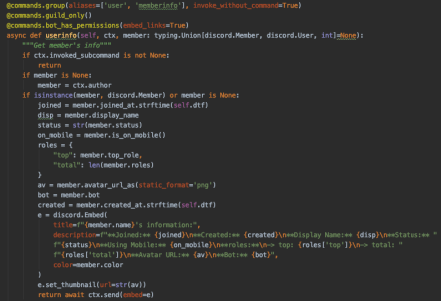 @commands.group(aliases=['user', 'memberinfo'], invoke_without_command=True)
@commands.guild_only()
@commands.bot_has_permissions(embed_links=True)
async def userinfo(self, ctx, member: typing.Union[discord.Member, discord.User, int]=None):
    """Get member's info"""
    if ctx.invoked_subcommand is not None:
        return
    if member is None:
        member = ctx.author
    if isinstance(member, discord.Member) or member is None:
        joined = member.joined_at.strftime(self.dtf)
        disp = member.display_name
        status = str(member.status)
        on_mobile = member.is_on_mobile()
        roles = {
            "top": member.top_role,
            "total": len(member.roles)
        }
        av = member.avatar_url_as(static_format='png')
        bot = member.bot
        created = member.created_at.strftime(self.dtf)
        e = discord.Embed(
            title=f"{member.name}'s information:",
            description=f"**Joined:** {joined}\n**Created:** {created}\n**Display Name:** {disp}\n**Status:** "
            f"{status}\n**Using Mobile:** {on_mobile}\n**roles:**\n-> top: {roles['top']}\n-> total: "
            f"{roles['total']}\n**Avatar URL:** {av}\n**Bot:** {bot}",
            color=member.color
        )
        e.set_thumbnail(url=str(av))
        return await ctx.send(embed=e)